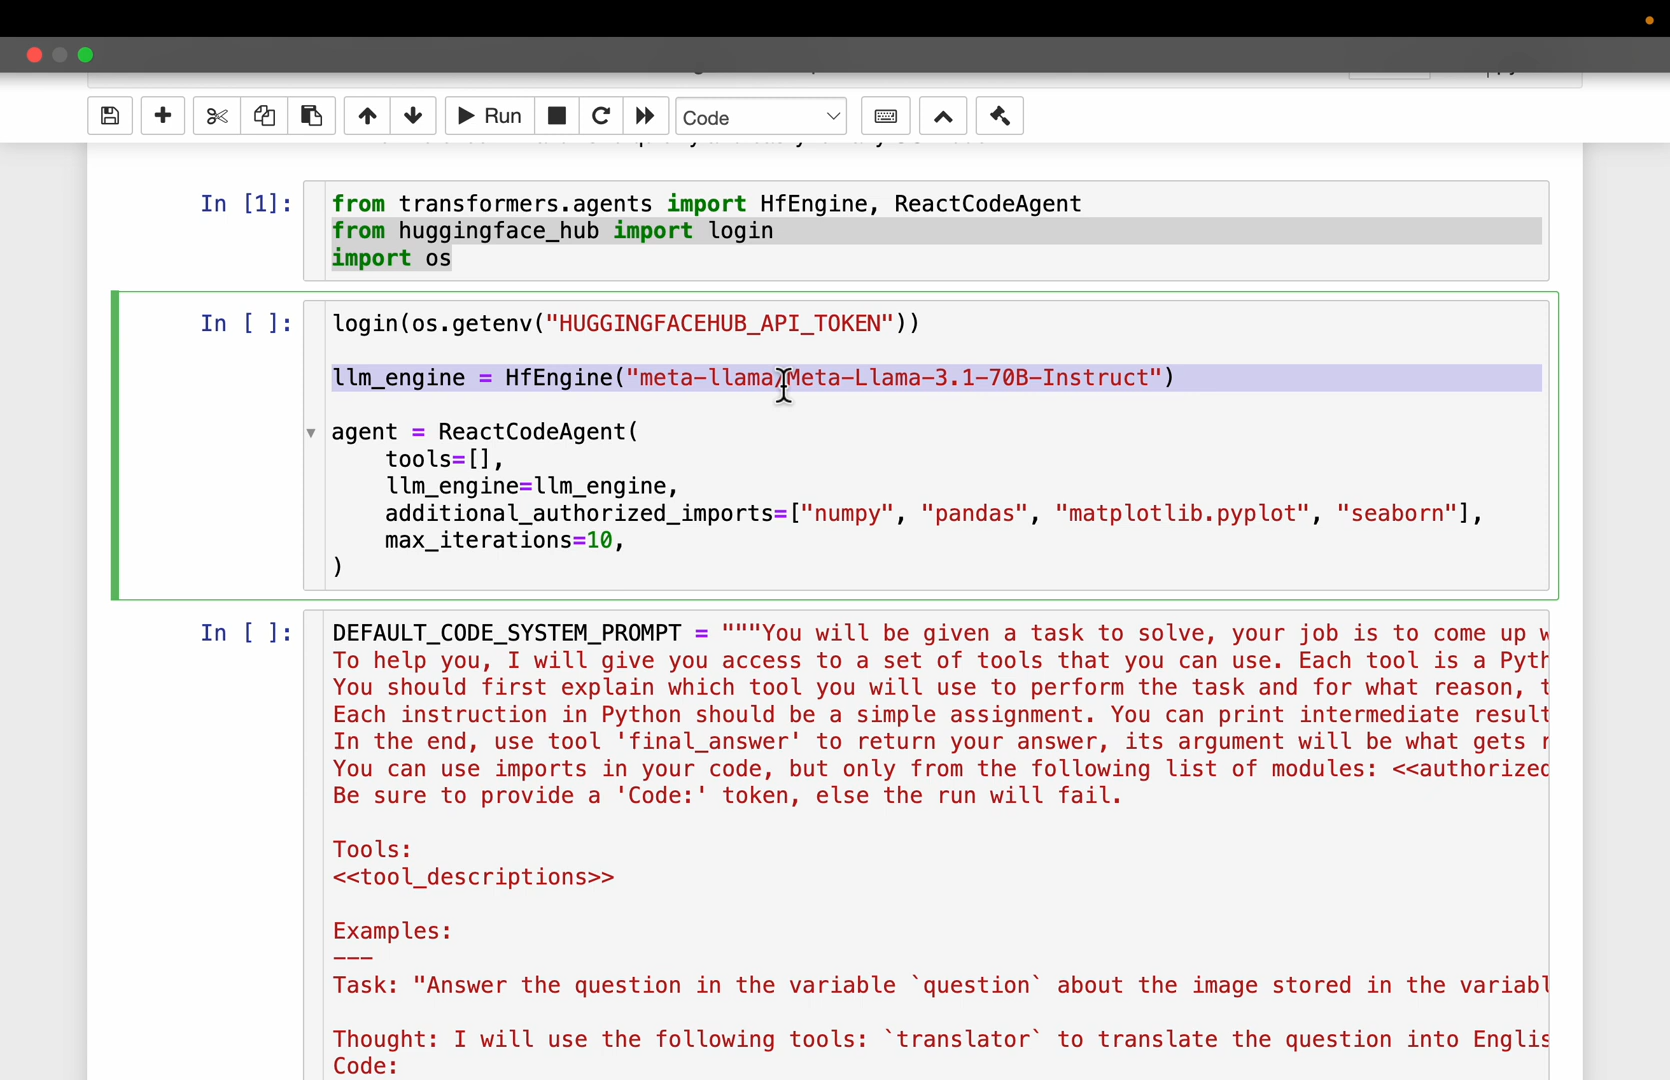 Run
Code
In [1]:
from transformers.agents import HfEngine, ReactCodeAgent
from huggingface_hub import login
import os
In [ ]:
login(os.getenv("HUGGINGFACEHUB_API_TOKEN"))
llm_engine = HfEngine("meta-llama/Meta-Llama-3.1-70B-Instruct")
agent = ReactCodeAgent(
tools=[],
llm_engine=llm_engine,
additional_authorized_imports=["numpy", "pandas", "matplotlib.pyplot", "seaborn"],
max_iterations=10,
)
In [ ]:
DEFAULT_CODE_SYSTEM_PROMPT = """You will be given a task to solve, your job is to come up
To help you, I will give you access to a set of tools that you can use. Each tool is a Pyth
You should first explain which tool you will use to perform the task and for what reason,
Each instruction in Python should be a simple assignment. You can print intermediate result
In the end, use tool 'final_answer' to return your answer, its argument will be what gets
You can use imports in your code, but only from the following list of modules: <<authorized
Be sure to provide a 'Code:' token, else the run will fail.
Tools:
<<tool_descriptions>>
Examples:
---
Task: "Answer the question in the variable `question` about the image stored in the variabl
Thought: I will use the following tools: `translator` to translate the question into Englis
Code: